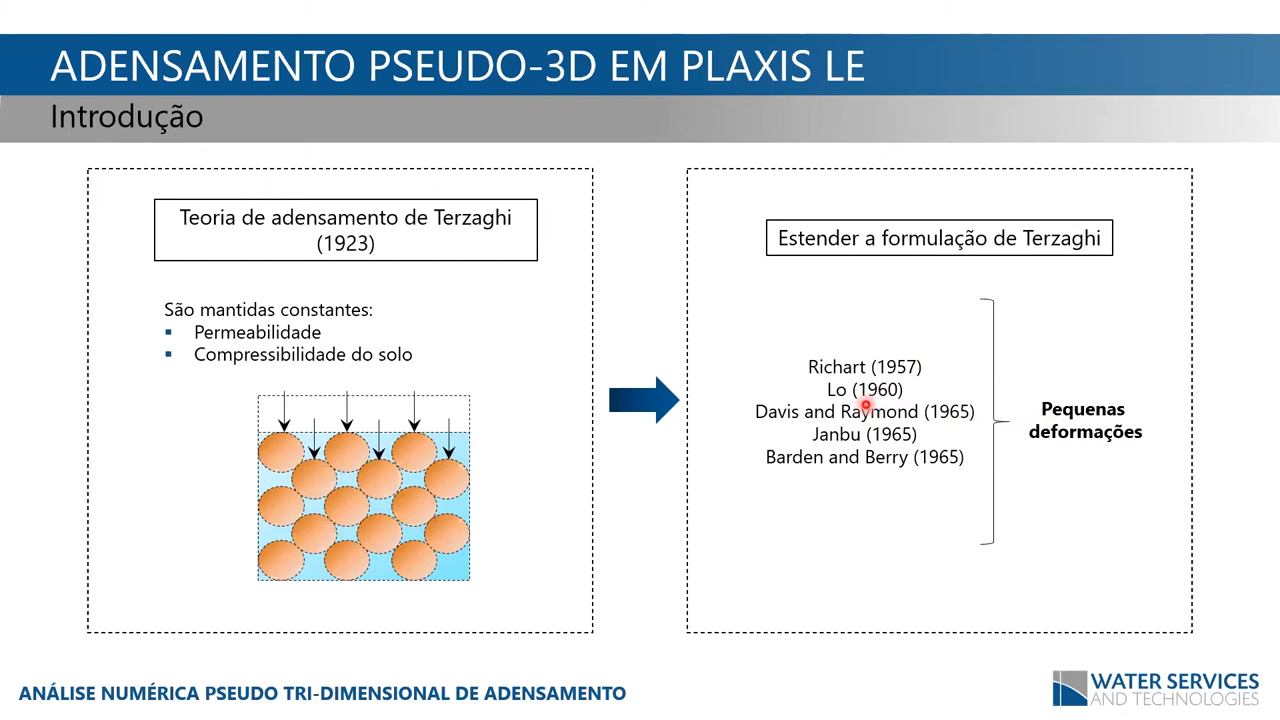 ADENSAMENTO PSEUDO-3D EM PLAXIS LE
Introdução
Teoria de adensamento de Terzaghi
(1923)
São mantidas constantes:
▪ Permeabilidade
▪ Compressibilidade do solo
Estender a formulação de Terzaghi
Richart (1957)
Lo (1960)
Davis and Raymond (1965)
Janbu (1965)
Barden and Berry (1965)
Pequenas
deformações
ANÁLISE NUMÉRICA PSEUDO TRI-DIMENSIONAL DE ADENSAMENTO
WATER SERVICES
AND TECHNOLOGIES